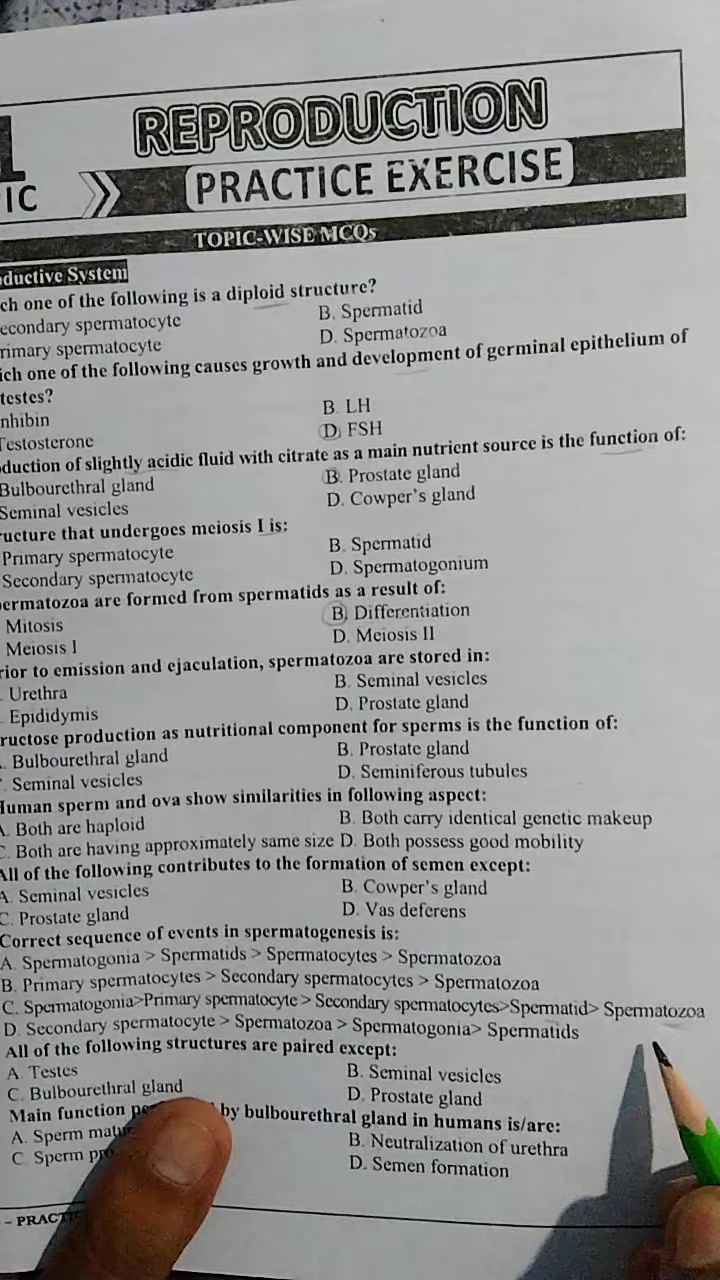 REPRODUCTION
IC
PRACTICE EXERCISE
TOPIC-WISE MCQs
ductive System
ch one of the following is a diploid structure?
econdary spermatocyte B. Spermatid
rimary spermatocyte D. Spermatozoa
ich one of the following causes growth and development of germinal epithelium of
testes?
nhibin B. LH
Testosterone D. FSH
duction of slightly acidic fluid with citrate as a main nutrient source is the function of:
Bulbourethral gland B. Prostate gland
Seminal vesicles D. Cowper's gland
ructure that undergoes meiosis I is:
Primary spermatocyte B. Spermatid
Secondary spermatocyte D. Spermatogonium
ermatozoa are formed from spermatids as a result of:
Mitosis B. Differentiation
Meiosis I D. Meiosis II
rior to emission and ejaculation, spermatozoa are stored in:
Urethra B. Seminal vesicles
Epididymis D. Prostate gland
ructose production as nutritional component for sperms is the function of:
. Bulbourethral gland B. Prostate gland
. Seminal vesicles D. Seminiferous tubules
Human sperm and ova show similarities in following aspect:
A. Both are haploid B. Both carry identical genetic makeup
C. Both are having approximately same size D. Both possess good mobility
All of the following contributes to the formation of semen except:
A. Seminal vesicles B. Cowper's gland
C. Prostate gland D. Vas deferens
Correct sequence of events in spermatogenesis is:
A. Spermatogonia > Spermatids > Spermatocytes > Spermatozoa
B. Primary spermatocytes > Secondary spermatocytes > Spermatozoa
C. Spermatogonia>Primary spermatocyte > Secondary spermatocytes>Spermatid> Spermatozoa
D. Secondary spermatocyte > Spermatozoa > Spermatogonia> Spermatids
All of the following structures are paired except:
A. Testes B. Seminal vesicles
C. Bulbourethral gland D. Prostate gland
Main function by bulbourethral gland in humans is/are:
A. Sperm B. Neutralization of urethra
C. Sperm D. Semen formation
- PRACT